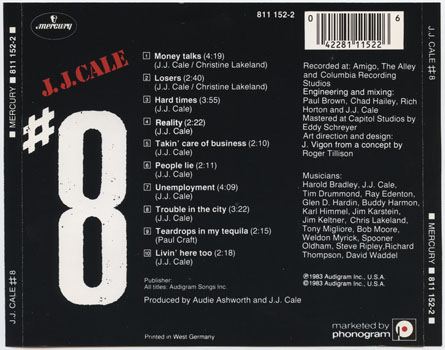 J.J. CALE #8 ■ MERCURY ■ 811 152-2
mercury
J.J.CALE
#8
811 152-2
0 6
42281 11522
1 Money talks (4:19)
(J.J. Cale / Christine Lakeland)
2 Losers (2:40)
(J.J. Cale / Christine Lakeland)
3 Hard times (3:55)
(J.J. Cale)
4 Reality (2:22)
(J.J. Cale)
5 Takin' care of business (2:10)
(J.J. Cale)
6 People lie (2:11)
(J.J. Cale)
7 Unemployment (4:09)
(J.J. Cale)
8 Trouble in the city (3:22)
(J.J. Cale)
9 Teardrops in my tequila (2:15)
(Paul Craft)
10 Livin' here too (2:18)
(J.J. Cale)
Publisher:
All titles: Audigram Songs Inc.
Produced by Audie Ashworth and J.J. Cale
Printed in West Germany
Recorded at: Amigo, The Alley
and Columbia Recording
Studios
Engineering and mixing:
Paul Brown, Chad Hailey, Rich
Horton and J.J. Cale
Mastered at Capitol Studios by
Eddy Schreyer
Art direction and design:
J. Vigon from a concept by
Roger Tillison
Musicians:
Harold Bradley, J.J. Cale,
Tim Drummond, Ray Edenton,
Glen D. Hardin, Buddy Harmon,
Karl Himmel, Jim Karstein,
Jim Keltner, Chris Lakeland,
Tony Migliore, Bob Moore,
Weldon Myrick, Spooner
Oldham, Steve Ripley,Richard
Thompson, David Waddel
℗1983 Audigram Inc., U.S.A.
©1983 Audigram Inc., U.S.A.
marketed by
phonogram
J.J. CALE #8 ■ MERCURY ■ 811 152-2